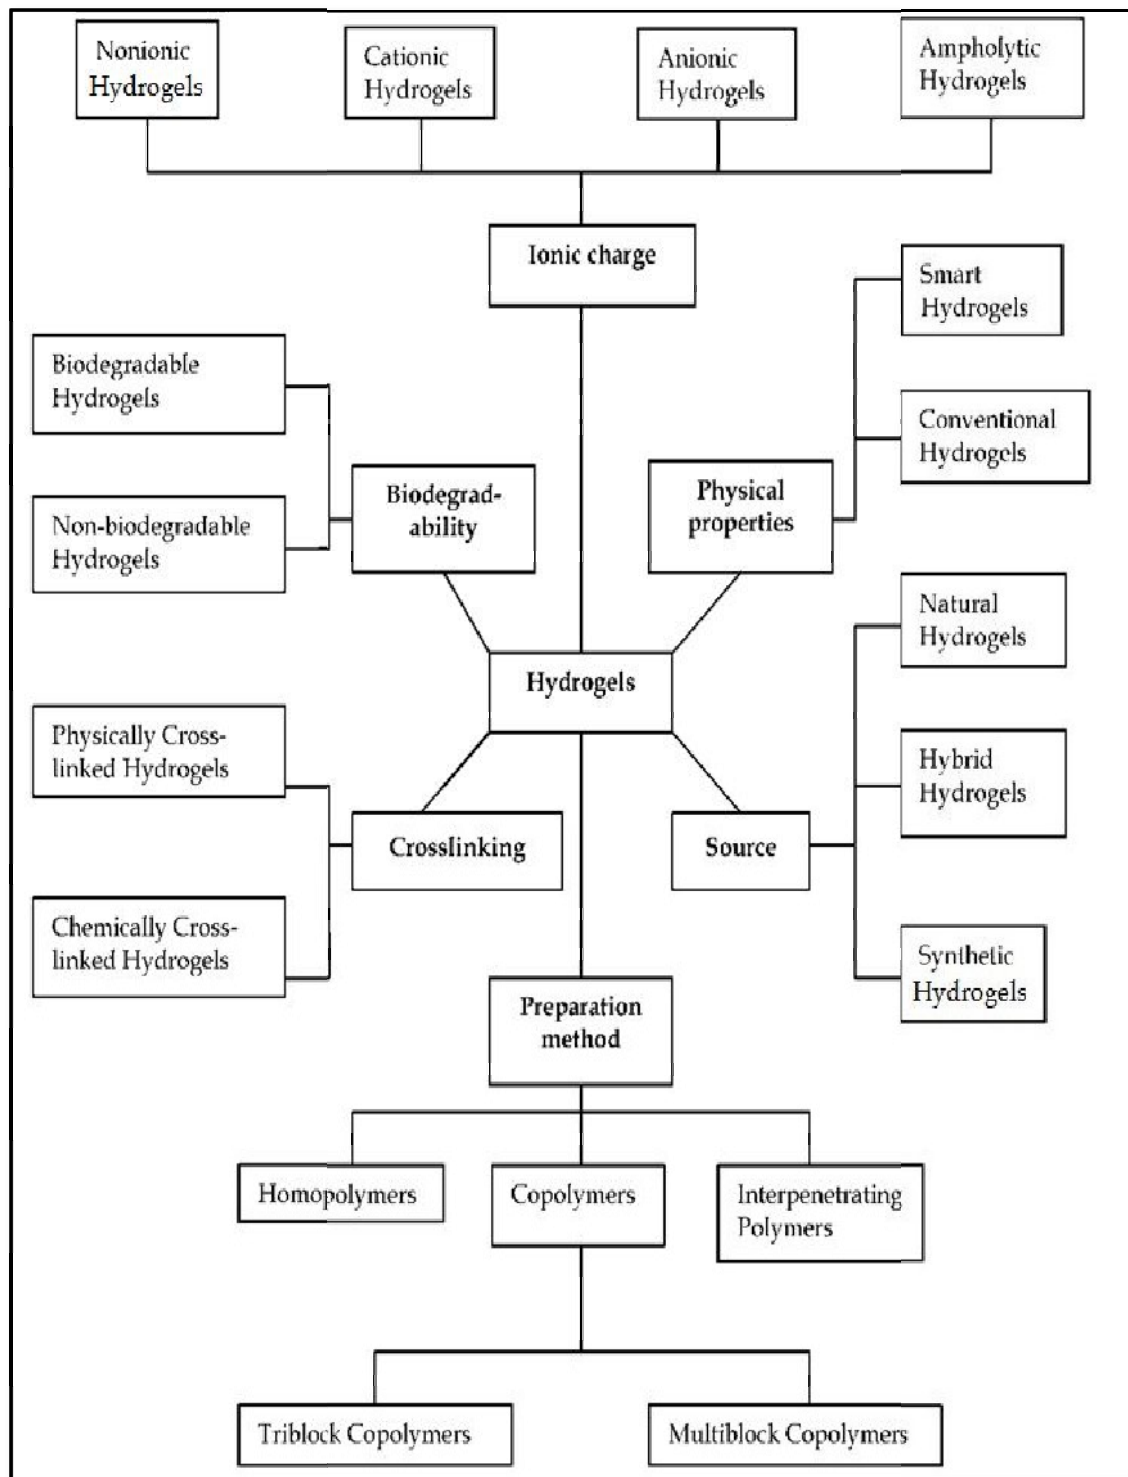 Nonionic
Hydrogels
Cationic
Hydrogels
Anionic
Hydrogels
Ampholytic
Hydrogels
Ionic charge
Smart
Hydrogels
Biodegradable
Hydrogels
Conventional
Hydrogels
Biodegrad-
ability
Physical
properties
Non-biodegradable
Hydrogels
Natural
Hydrogels
Hydrogels
Physically Cross-
linked Hydrogels
Hybrid
Hydrogels
Crosslinking
Source
Chemically Cross-
linked Hydrogels
Synthetic
Hydrogels
Preparation
method
Homopolymers
Copolymers
Interpenetrating
Polymers
Triblock Copolymers
Multiblock Copolymers